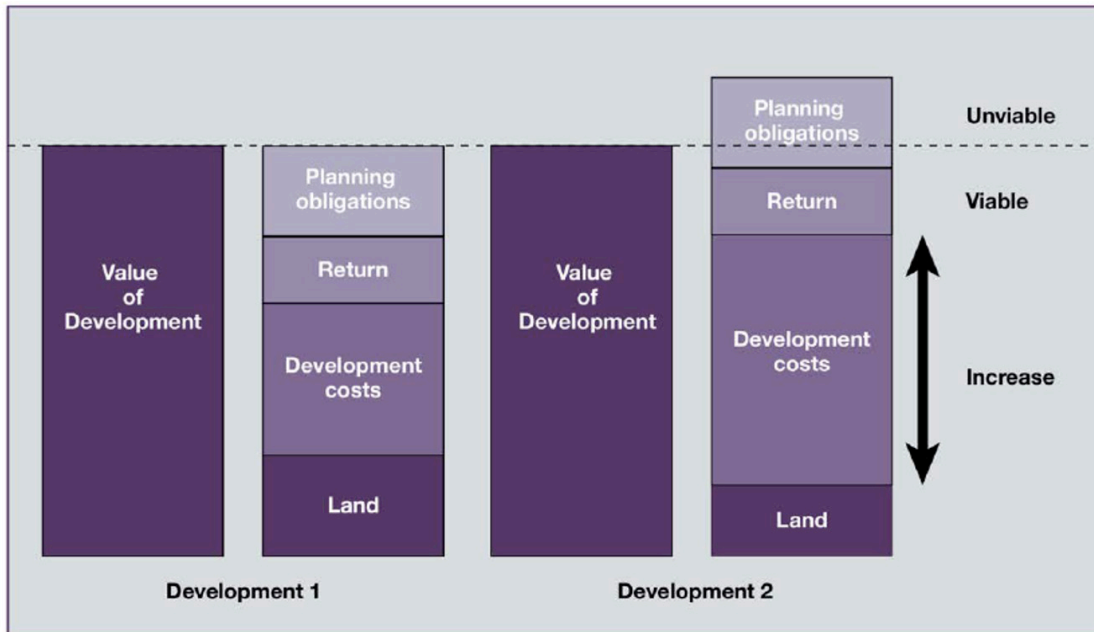 Value
of
Development
Planning
obligations
Return
Development
costs
Land
Development 1
Value
of
Development
Planning
obligations
Return
Development
costs
Land
Development 2
Unviable
Viable
Increase